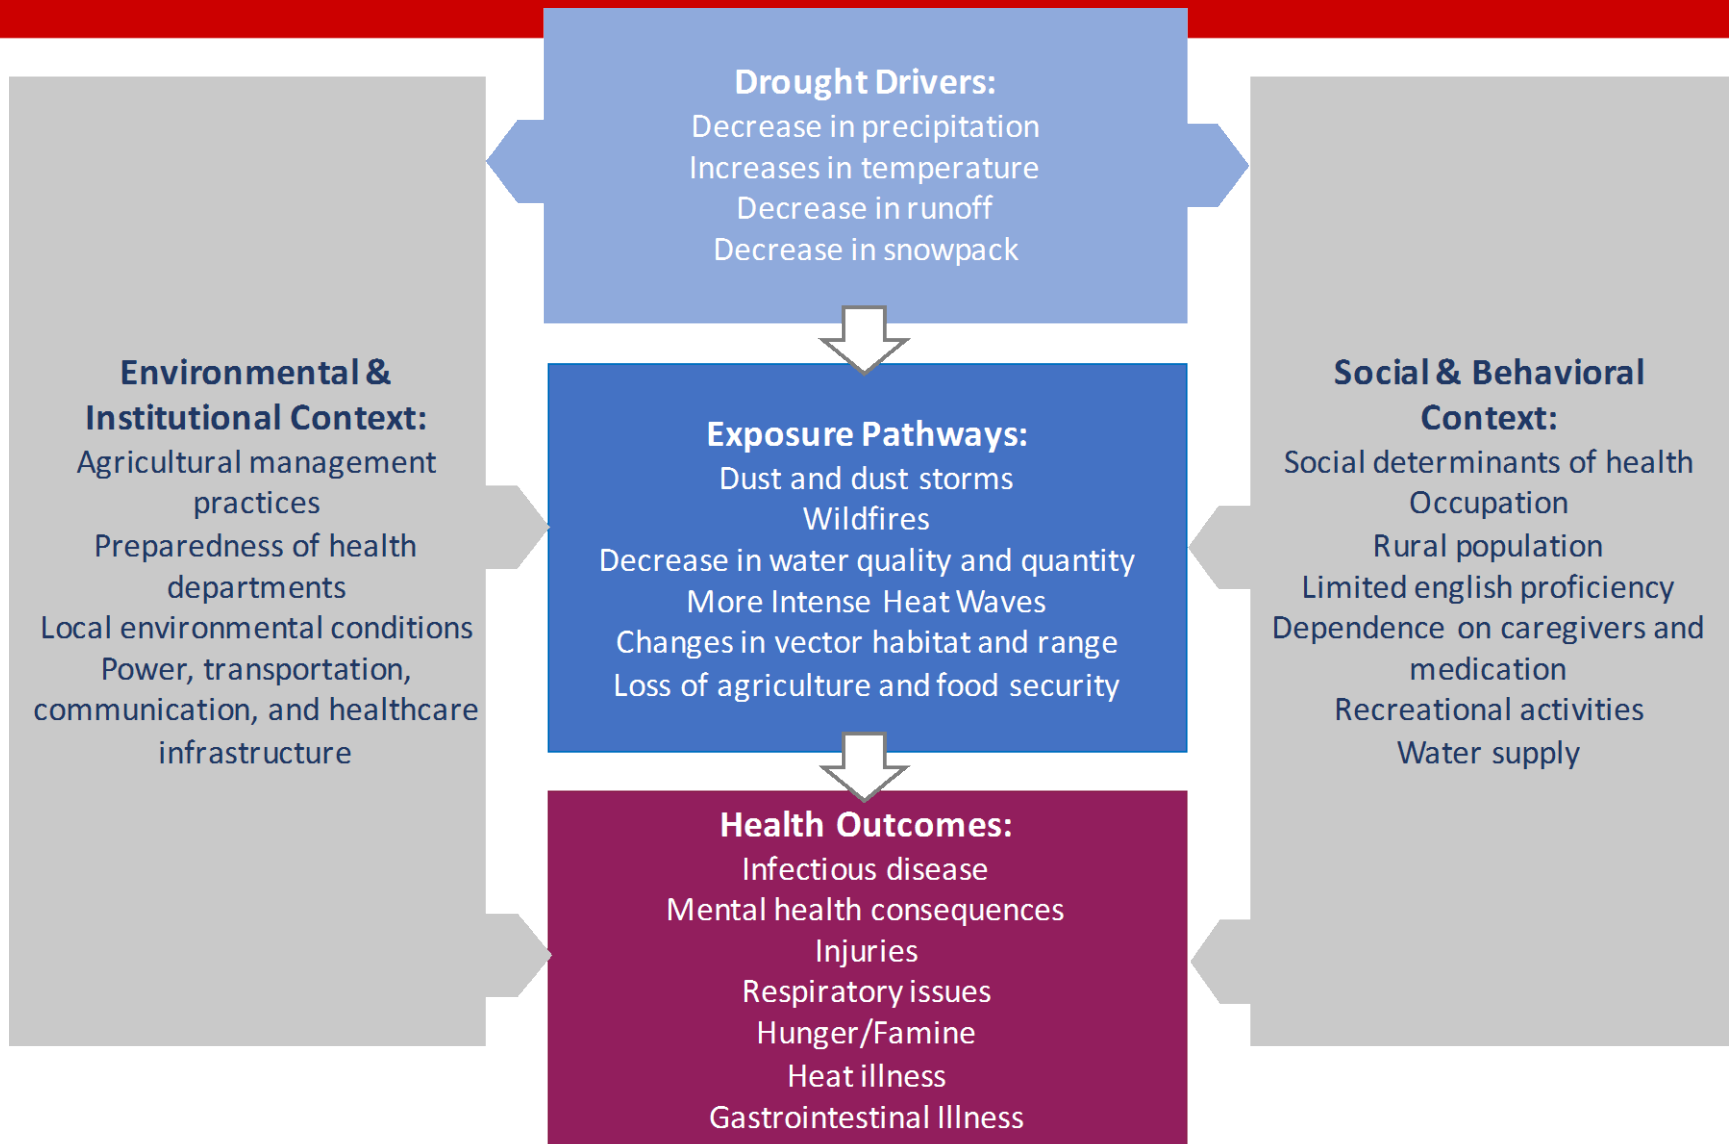 Drought Drivers:
Decrease in precipitation
Increases in temperature
Decrease in runoff
Decrease in snowpack
Environmental &
Institutional Context:
Agricultural management
practices
Preparedness of health
departments
Local environmental conditions
Power, transportation,
communication, and healthcare
infrastructure
Exposure Pathways:
Dust and dust storms
Wildfires
Decrease in water quality and quantity
More Intense Heat Waves
Changes in vector habitat and range
Loss of agriculture and food security
Social & Behavioral
Context:
Social determinants of health
Occupation
Rural population
Limited english proficiency
Dependence on caregivers and
medication
Recreational activities
Water supply
Health Outcomes:
Infectious disease
Mental health consequences
Injuries
Respiratory issues
Hunger/Famine
Heat illness
Gastrointestinal Illness